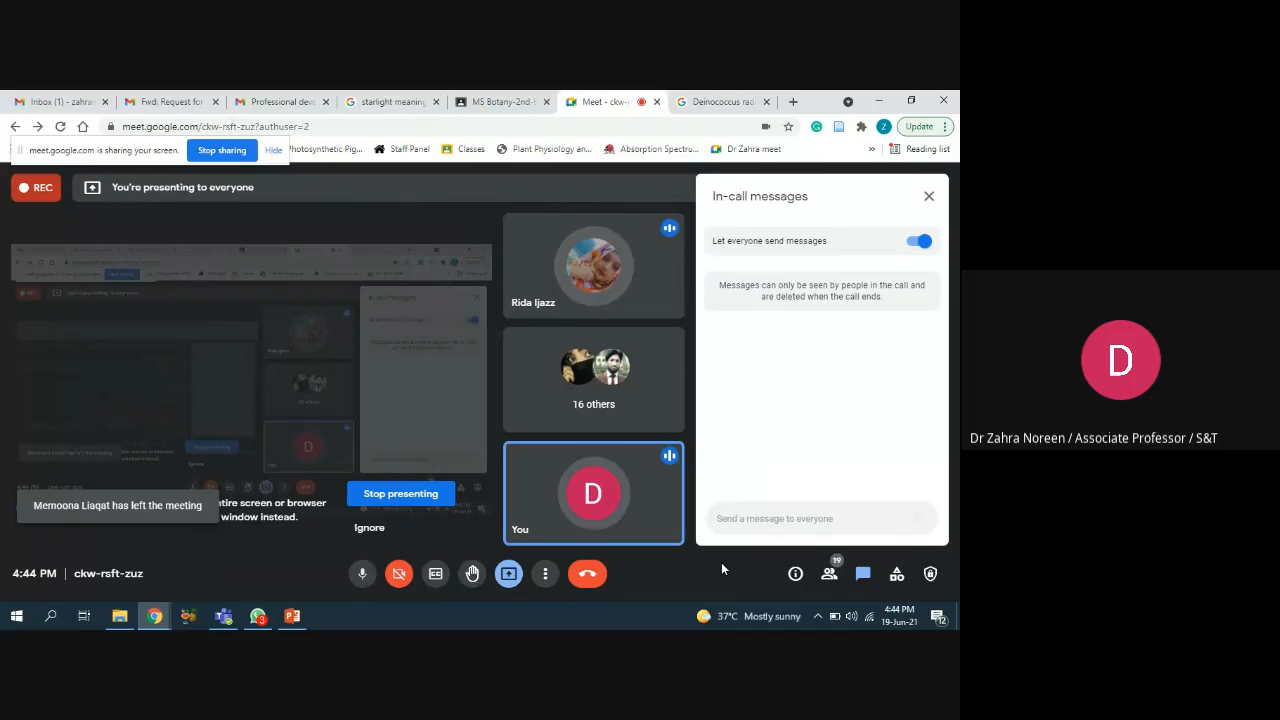 Inbox (1) - zahra
Fwd: Request for
Professional deve
starlight meaning
MS Botany-2nd-
Meet - ckw-
Deinococcus rad
meet.google.com/ckw-rsft-zuz?authuser=2
Update
meet.google.com is sharing your screen.
Stop sharing
Hide
Photosynthetic Pig...
Staff Panel
Classes
Plant Physiology an...
Absorption Spectru...
Dr Zahra meet
»
Reading list
REC
You're presenting to everyone
In-call messages
Let everyone send messages
Messages can only be seen by people in the call and
are deleted when the call ends.
Rida Ijazz
16 others
D
You
Memoona Liaqat has left the meeting
entire screen or browser
window instead.
Stop presenting
Ignore
Send a message to everyone
4:44 PM | ckw-rsft-zuz
19
37°C Mostly sunny
4:44 PM
19-Jun-21
12
3
D
Dr Zahra Noreen / Associate Professor / S&T